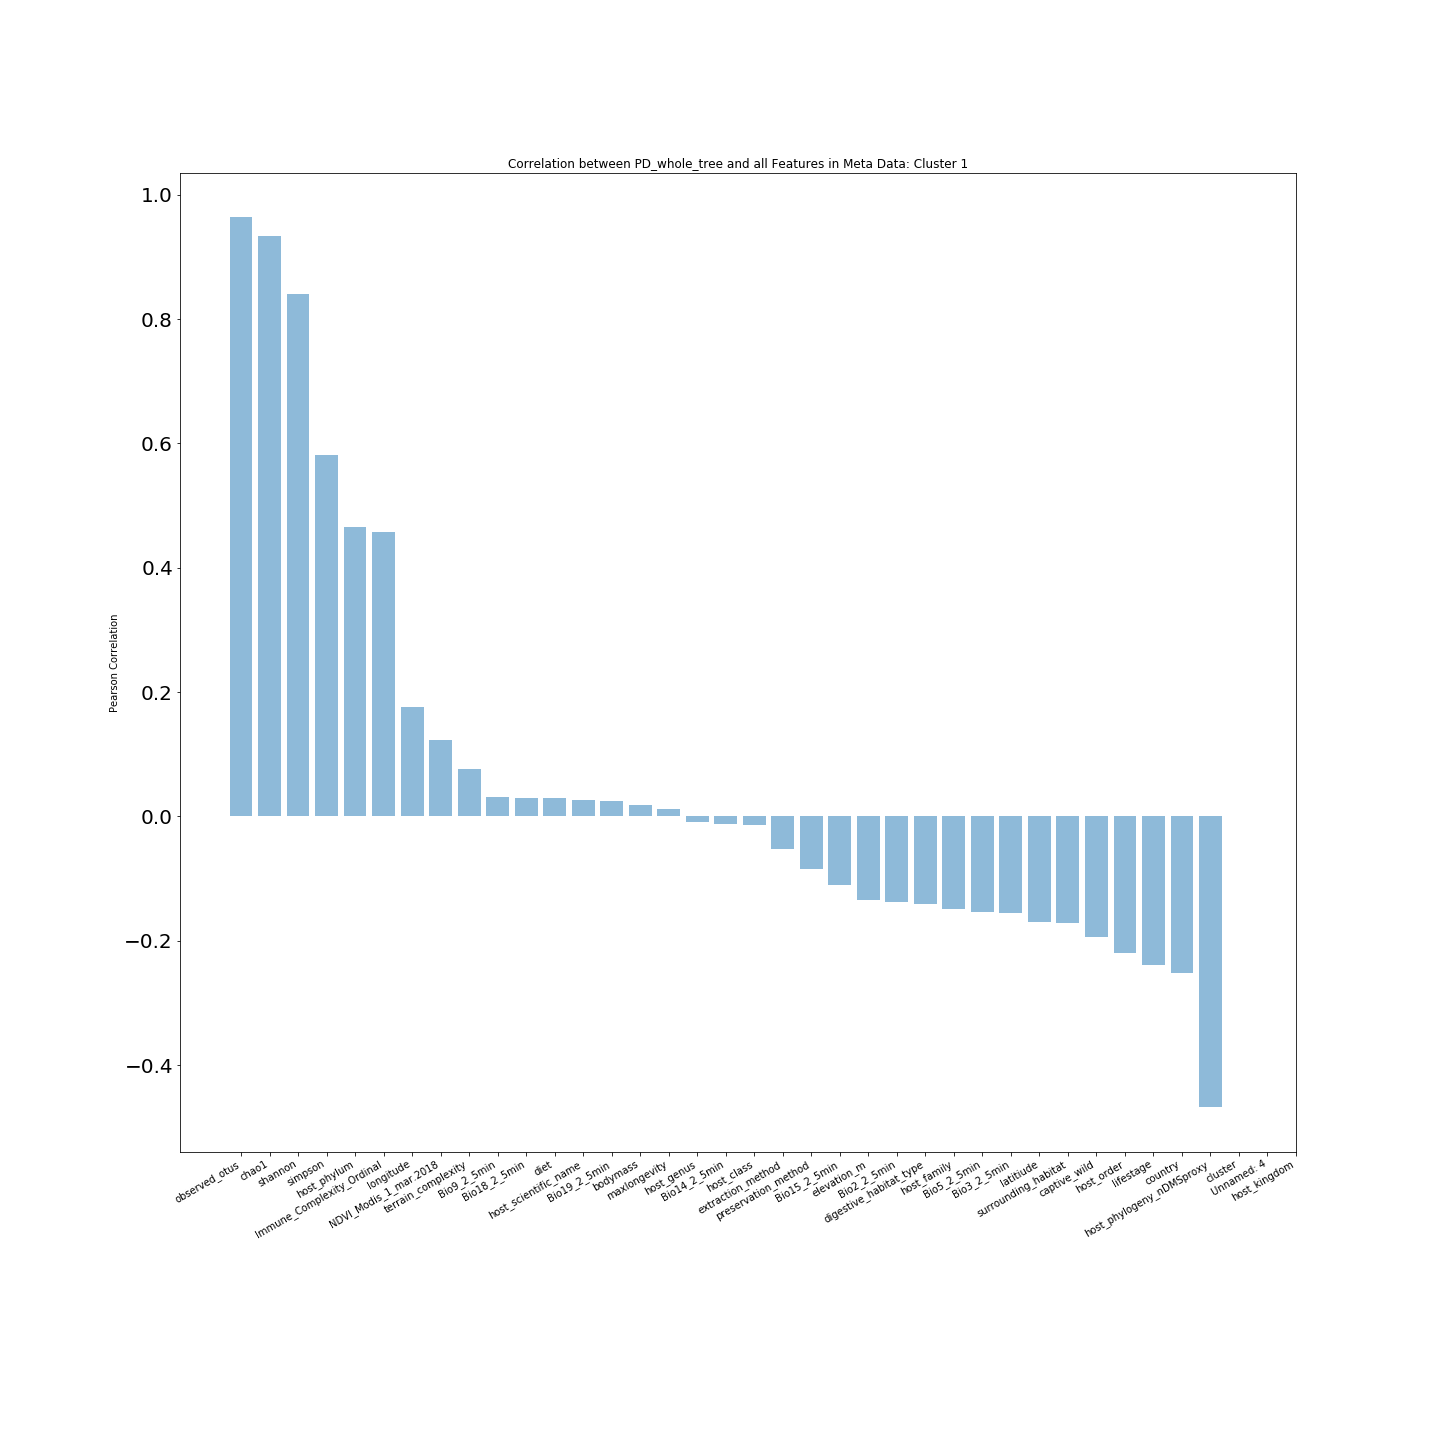 Correlation between PD_whole_tree and all Features in Meta Data: Cluster 1
1.0
0.8
0.6
0.4
0.2
0.0
−0.2
−0.4
Pearson Correlation
observed_otus
chao1
shannon
simpson
host_phylum
Immune_Complexity_Ordinal
longitude
NDVI_Modis_1_mar.2018
terrain_complexity
Bio9_2_5min
Bio18_2_5min
diet
host_scientific_name
Bio19_2_5min
bodymass
maxlongevity
host_genus
Bio14_2_5min
host_class
extraction_method
preservation_method
Bio15_2_5min
elevation_m
Bio2_2_5min
digestive_habitat_type
host_family
Bio5_2_5min
Bio3_2_5min
latitiude
surrounding_habitat
captive_wild
host_order
lifestage
country
host_phylogeny_nDMSproxy
cluster
Unnamed: 4
host_kingdom